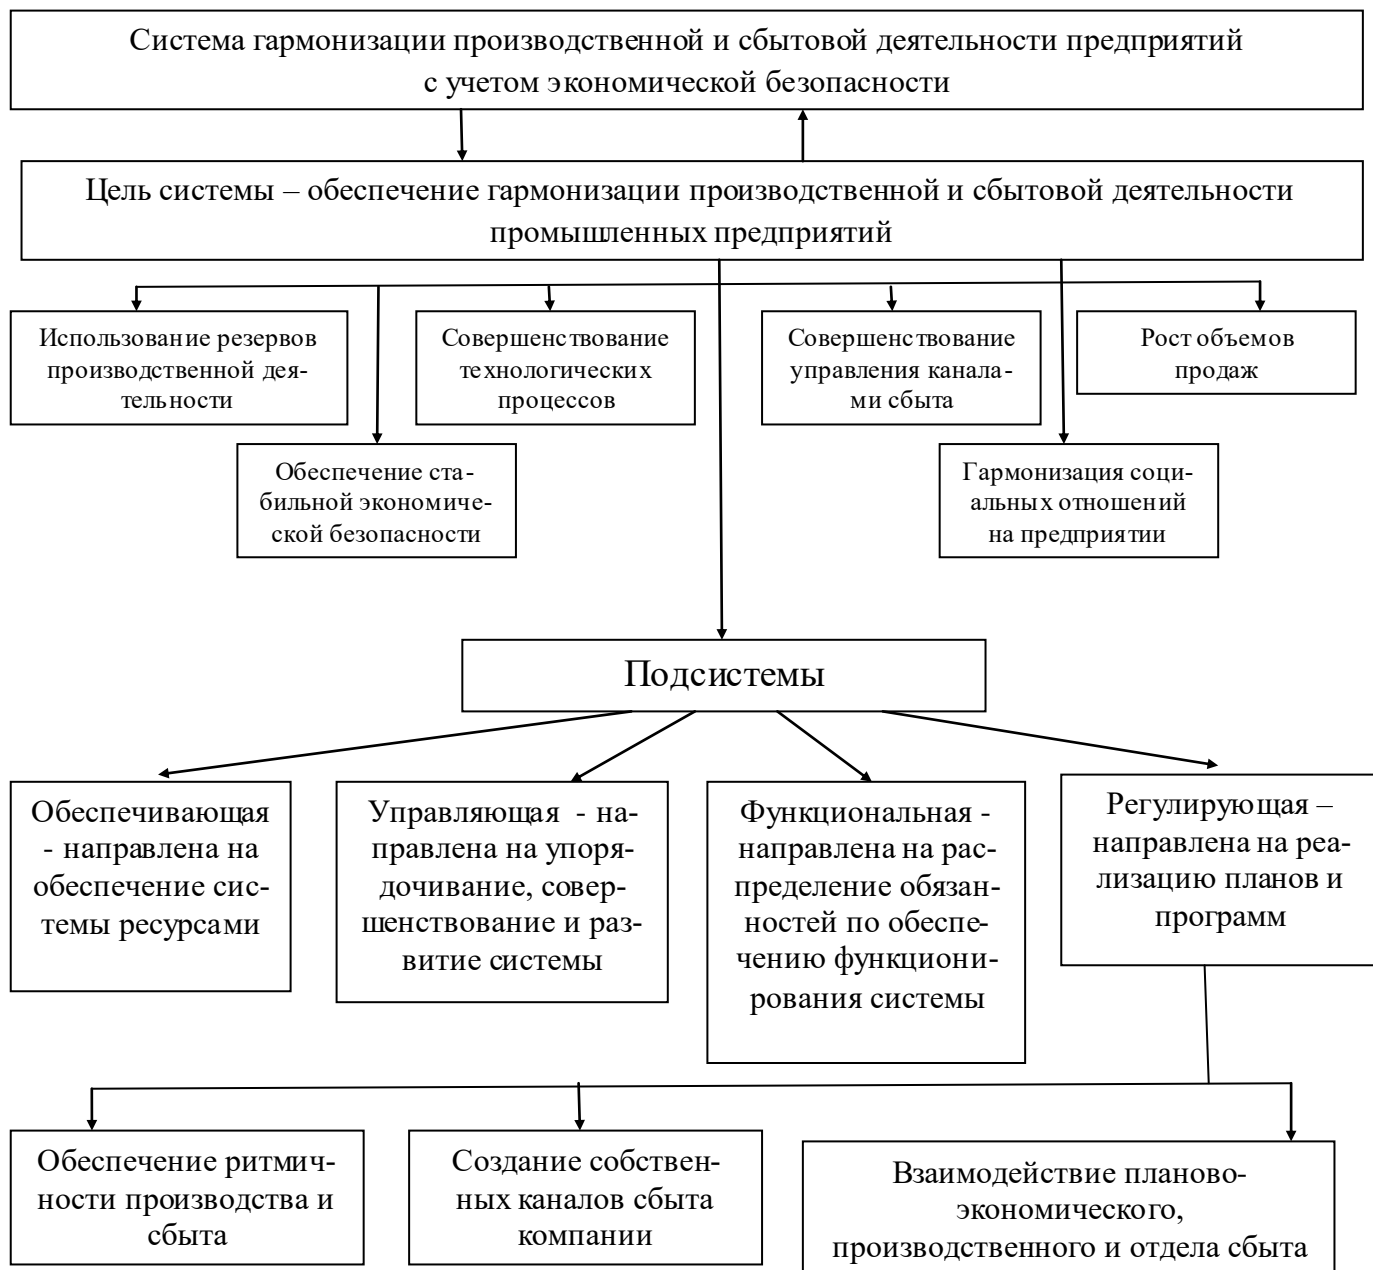 Система гармонизации производственной и сбытовой деятельности предприятий
с учетом экономической безопасности
Цель системы – обеспечение гармонизации производственной и сбытовой деятельности
промышленных предприятий
Использование резервов
производственной дея-
тельности
Совершенствование
технологических
процессов
Совершенствование
управления канала-
ми сбыта
Рост объемов
продаж
Обеспечение ста-
бильной экономиче-
ской безопасности
Гармонизация соци-
альных отношений
на предприятии
Подсистемы
Обеспечивающая
- направлена на
обеспечение сис-
темы ресурсами
Управляющая - на-
правлена на упоря-
дочивание, совер-
шенствование и раз-
витие системы
Функциональная -
направлена на рас-
пределение обязан-
ностей по обеспе-
чению функциони-
рования системы
Регулирующая –
направлена на реа-
лизацию планов и
программ
Обеспечение ритмич-
ности производства и
сбыта
Создание собствен-
ных каналов сбыта
компании
Взаимодействие планово-
экономического,
производственного и отдела сбыта